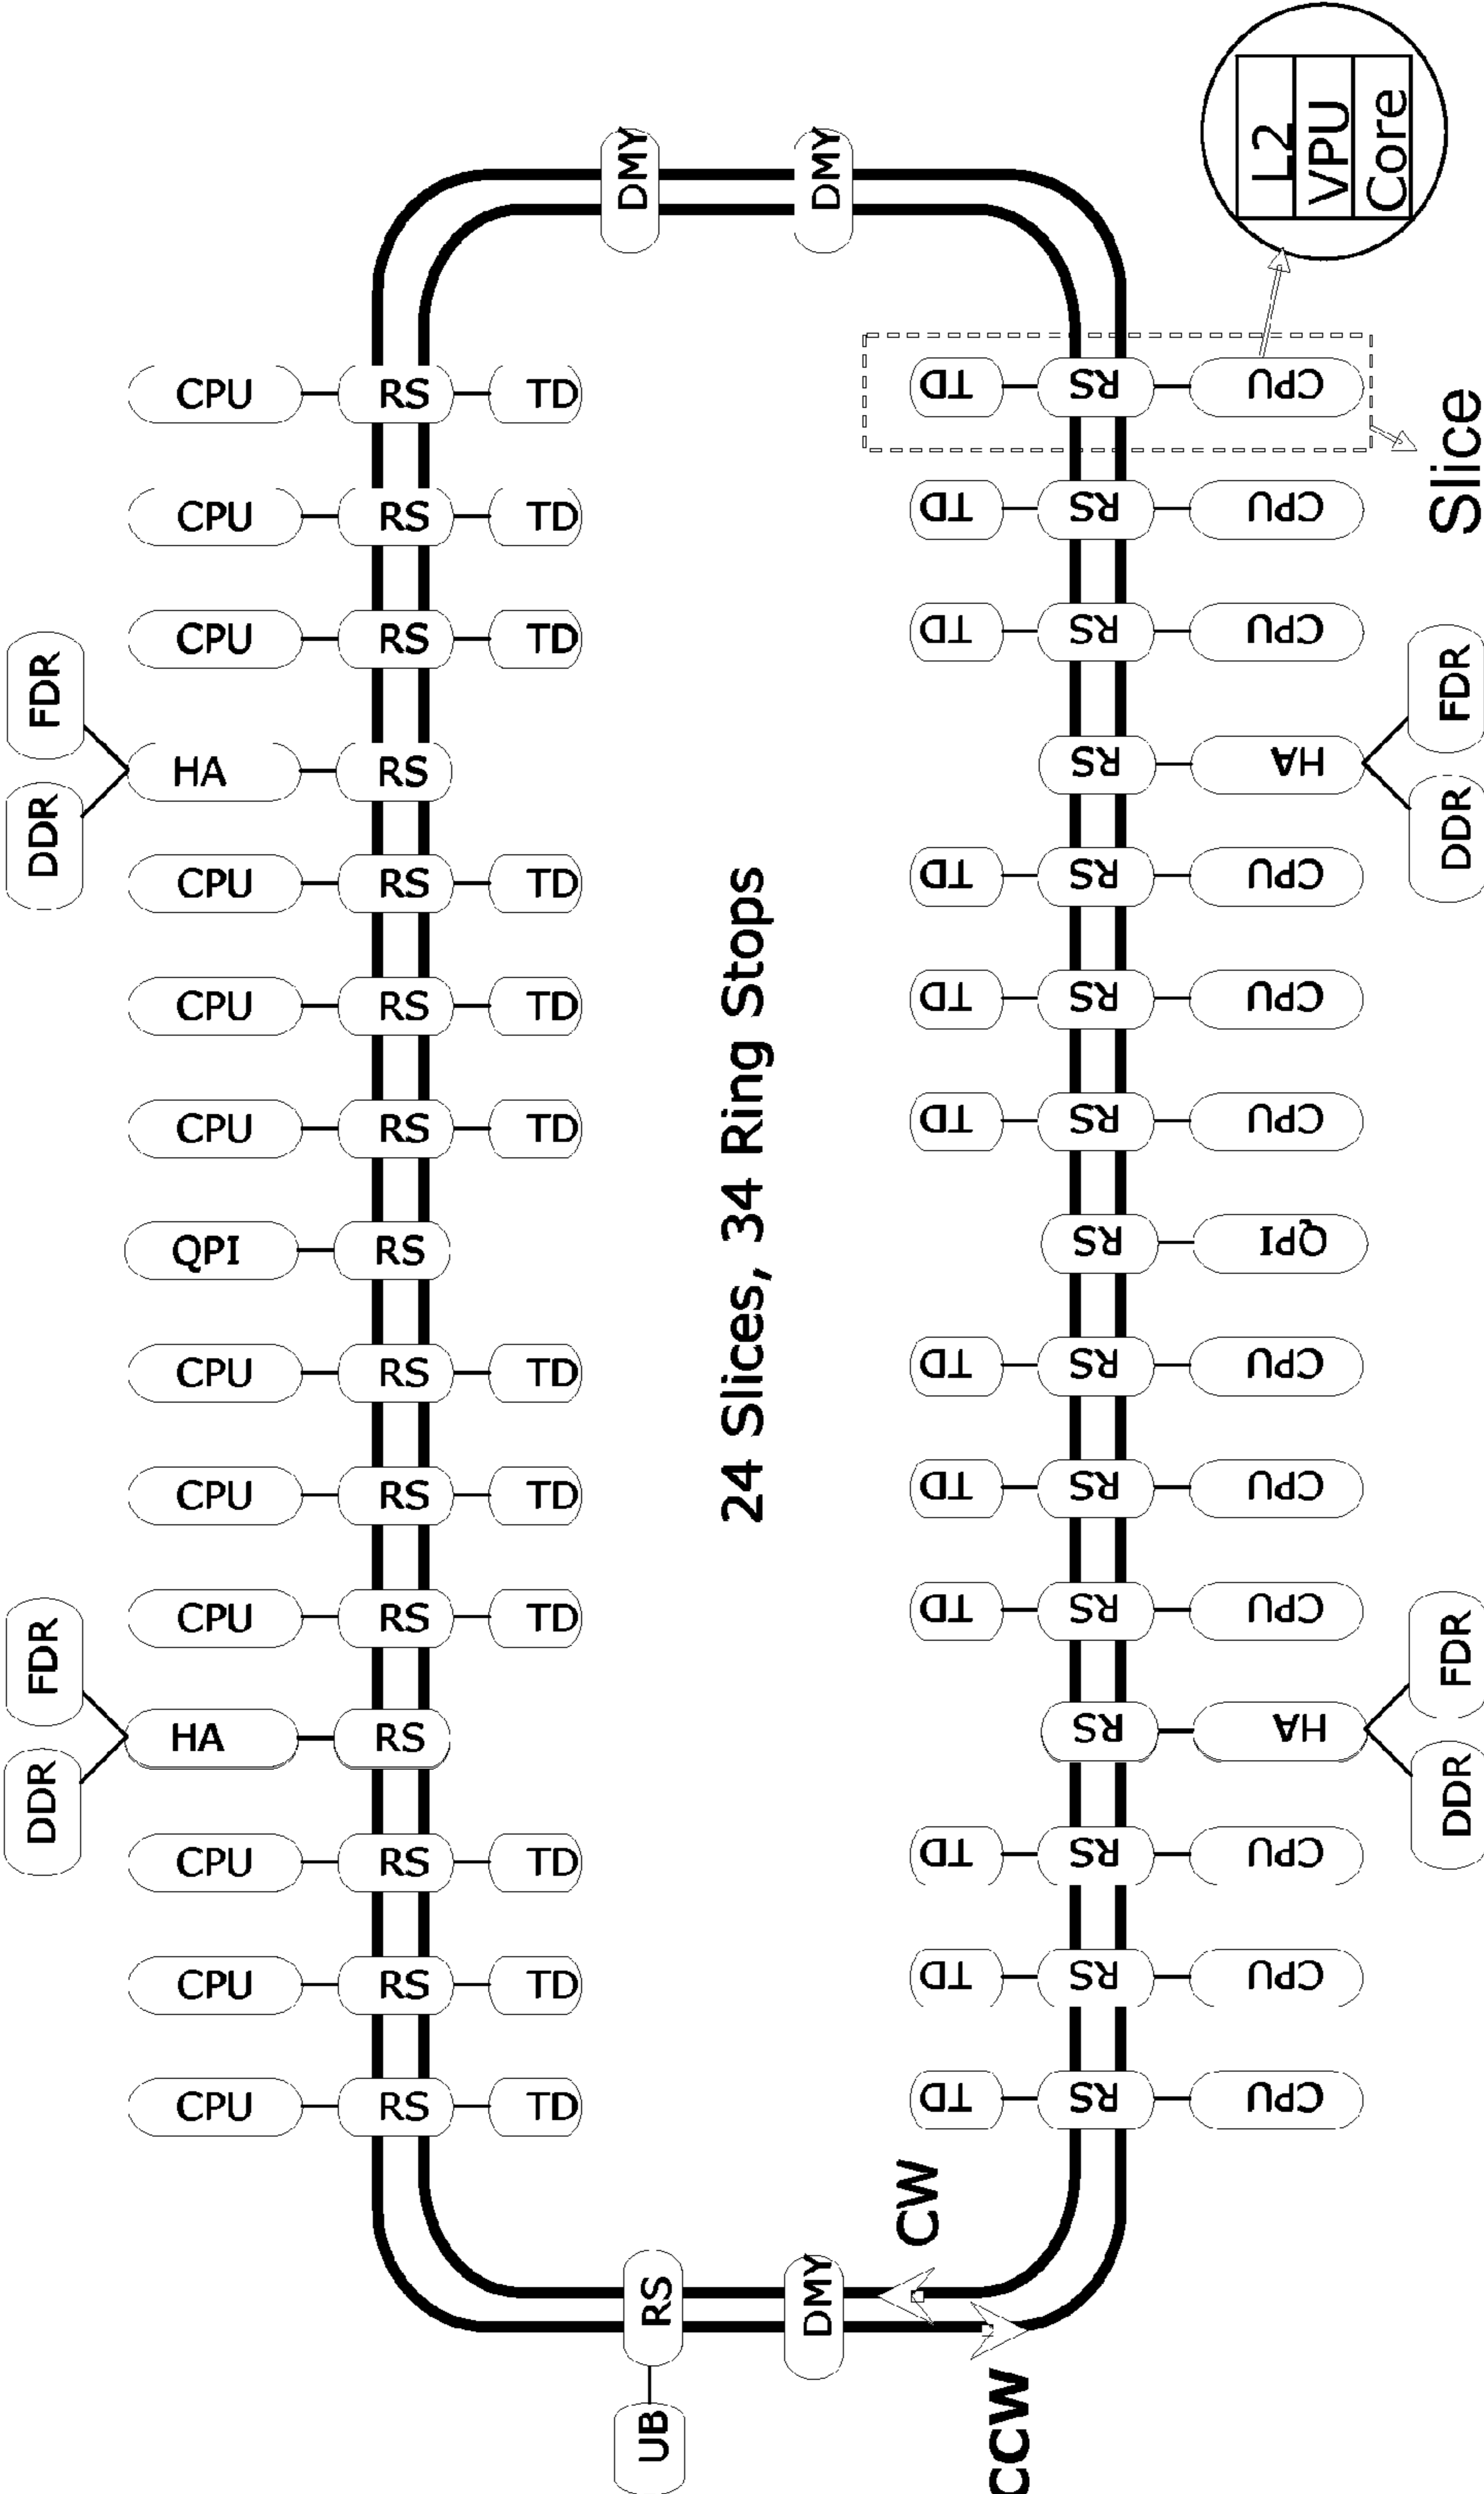 DMY
DMY
L2
VPU
Core
CPU RS TD
TD RS CPU
CPU RS TD
TD RS CPU
Slice
CPU RS TD
TD RS CPU
FDR
DDR
HA RS
RS HA
FDR
DDR
CPU RS TD
TD RS CPU
CPU RS TD
TD RS CPU
CPU RS TD
TD RS CPU
24 Slices, 34 Ring Stops
QPI RS
RS QPI
CPU RS TD
TD RS CPU
CPU RS TD
TD RS CPU
CPU RS TD
TD RS CPU
FDR
DDR
HA RS
RS HA
FDR
DDR
CPU RS TD
TD RS CPU
CPU RS TD
TD RS CPU
CPU RS TD
TD RS CPU
CW
RS
DMY
UB
CCW